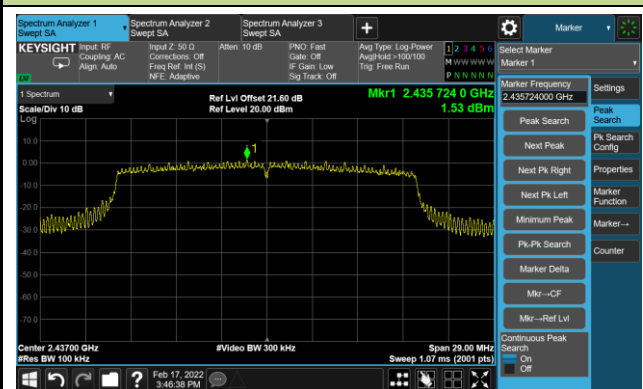 Spectrum Analyzer 1
Swept SA
Spectrum Analyzer 2
Swept SA
Spectrum Analyzer 3
Swept SA
+
Marker
KEYSIGHT
Input: RF
Coupling: AC
Align: Auto
Input Z: 50 Ω
Corrections: Off
Freq Ref: Int (S)
NFE: Adaptive
Atten: 10 dB
PNO: Fast
Gate: Off
IF Gain: Low
Sig Track: Off
Avg Type: Log-Power
Avg|Hold: >100/100
Trig: Free Run
1 2 3 4 5 6
M W W W W W
P N N N N N
Select Marker
Marker 1
1 Spectrum
Scale/Div 10 dB
Log
Ref Lvl Offset 21.60 dB
Ref Level 20.00 dBm
Mkr1 2.435 724 0 GHz
1.53 dBm
1
10.0
0.00
-10.0
-20.0
-30.0
-40.0
-50.0
-60.0
-70.0
Center 2.43700 GHz
#Res BW 100 kHz
#Video BW 300 kHz
Span 29.00 MHz
Sweep 1.07 ms (2001 pts)
Marker Frequency
2.435724000 GHz
Peak Search
Next Peak
Next Pk Right
Next Pk Left
Minimum Peak
Pk-Pk Search
Marker Delta
Mkr→CF
Mkr→Ref Lvl
Continuous Peak
Search
On
Off
Settings
Peak
Search
Pk Search
Config
Properties
Marker
Function
Marker→
Counter
?
Feb 17, 2022
3:46:38 PM